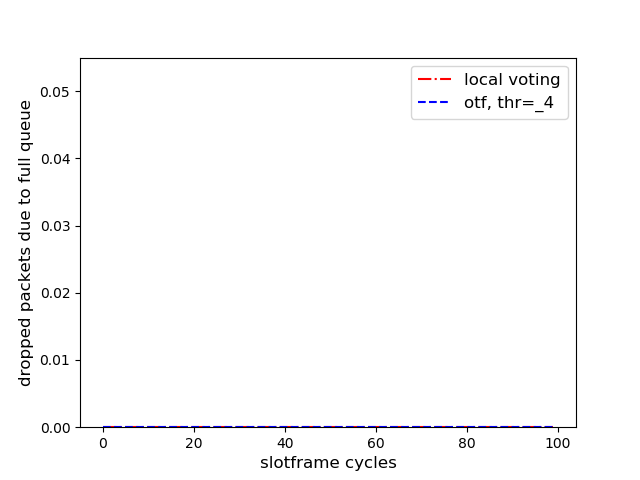 local voting
otf, thr=_4
dropped packets due to full queue
0.05
0.04
0.03
0.02
0.01
0.00
0 20 40 60 80 100
slotframe cycles